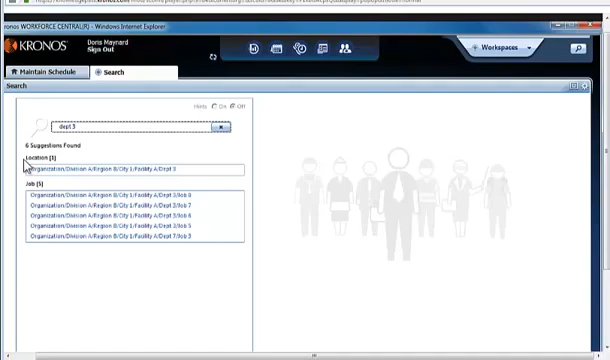 ronos WORKFORCE CENTRAL(R) - Windows Internet Explorer
KRONOS
Doris Maynard
Sign Out
Workspaces
Maintain Schedule
Search
Search
Hints On Off
dept 3
6 Suggestions Found
Location [1]
Organization/Division A/Region B/City 1/Facility A/Dept 3
Job [5]
Organization/Division A/Region B/City 1/Facility A/Dept 3/Job 8
Organization/Division A/Region B/City 1/Facility A/Dept 3/Job 7
Organization/Division A/Region B/City 1/Facility A/Dept 3/Job 6
Organization/Division A/Region B/City 1/Facility A/Dept 3/Job 5
Organization/Division A/Region B/City 1/Facility A/Dept 7/Job 3